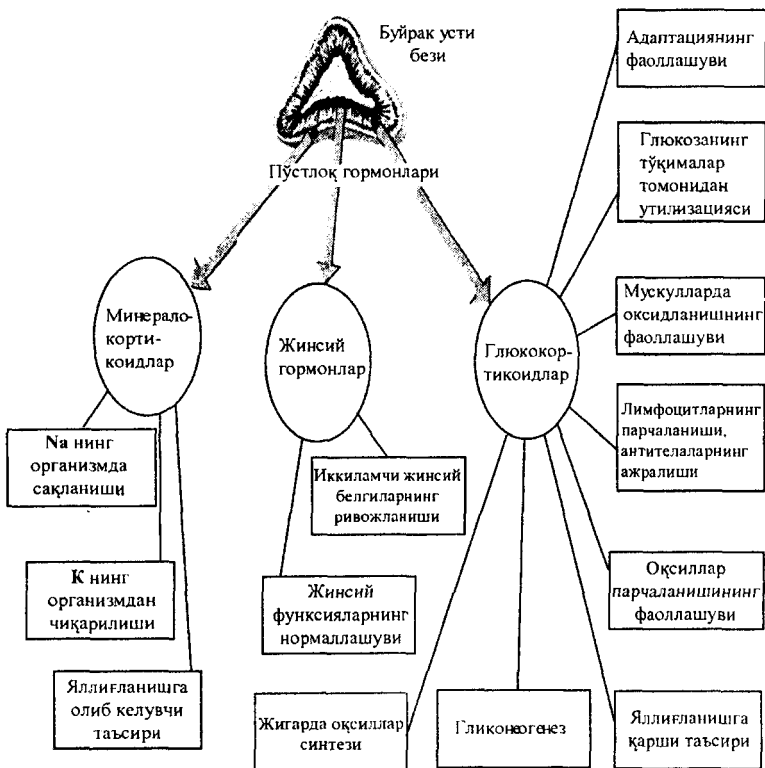 Буйрак усти
бези
Пўстлоқ гормонлари
Минерало-
корти-
коидлар
Жинсий
гормонлар
Глюкокор-
тикоидлар
Na нинг
организмда
сақланиши
К нинг
организмдан
чиқарилиши
Яллиғланишга
олиб келувчи
таъсири
Иккиламчи жинсий
белгиларнинг
ривожланиши
Жинсий
функсияларнинг
нормаллашуви
Адаптациянинг
фаоллашуви
Глюкозанинг
тўқималар
томонидан
утилизацияси
Мускулларда
оксидланишнинг
фаоллашуви
Лимфоцитларнинг
парчаланиши,
антителаларнинг
ажралиши
Оқсиллар
парчаланишининг
фаоллашуви
Яллиғланишга
қарши таъсири
Гликонеогенез
Жигарда оқсиллар
синтези